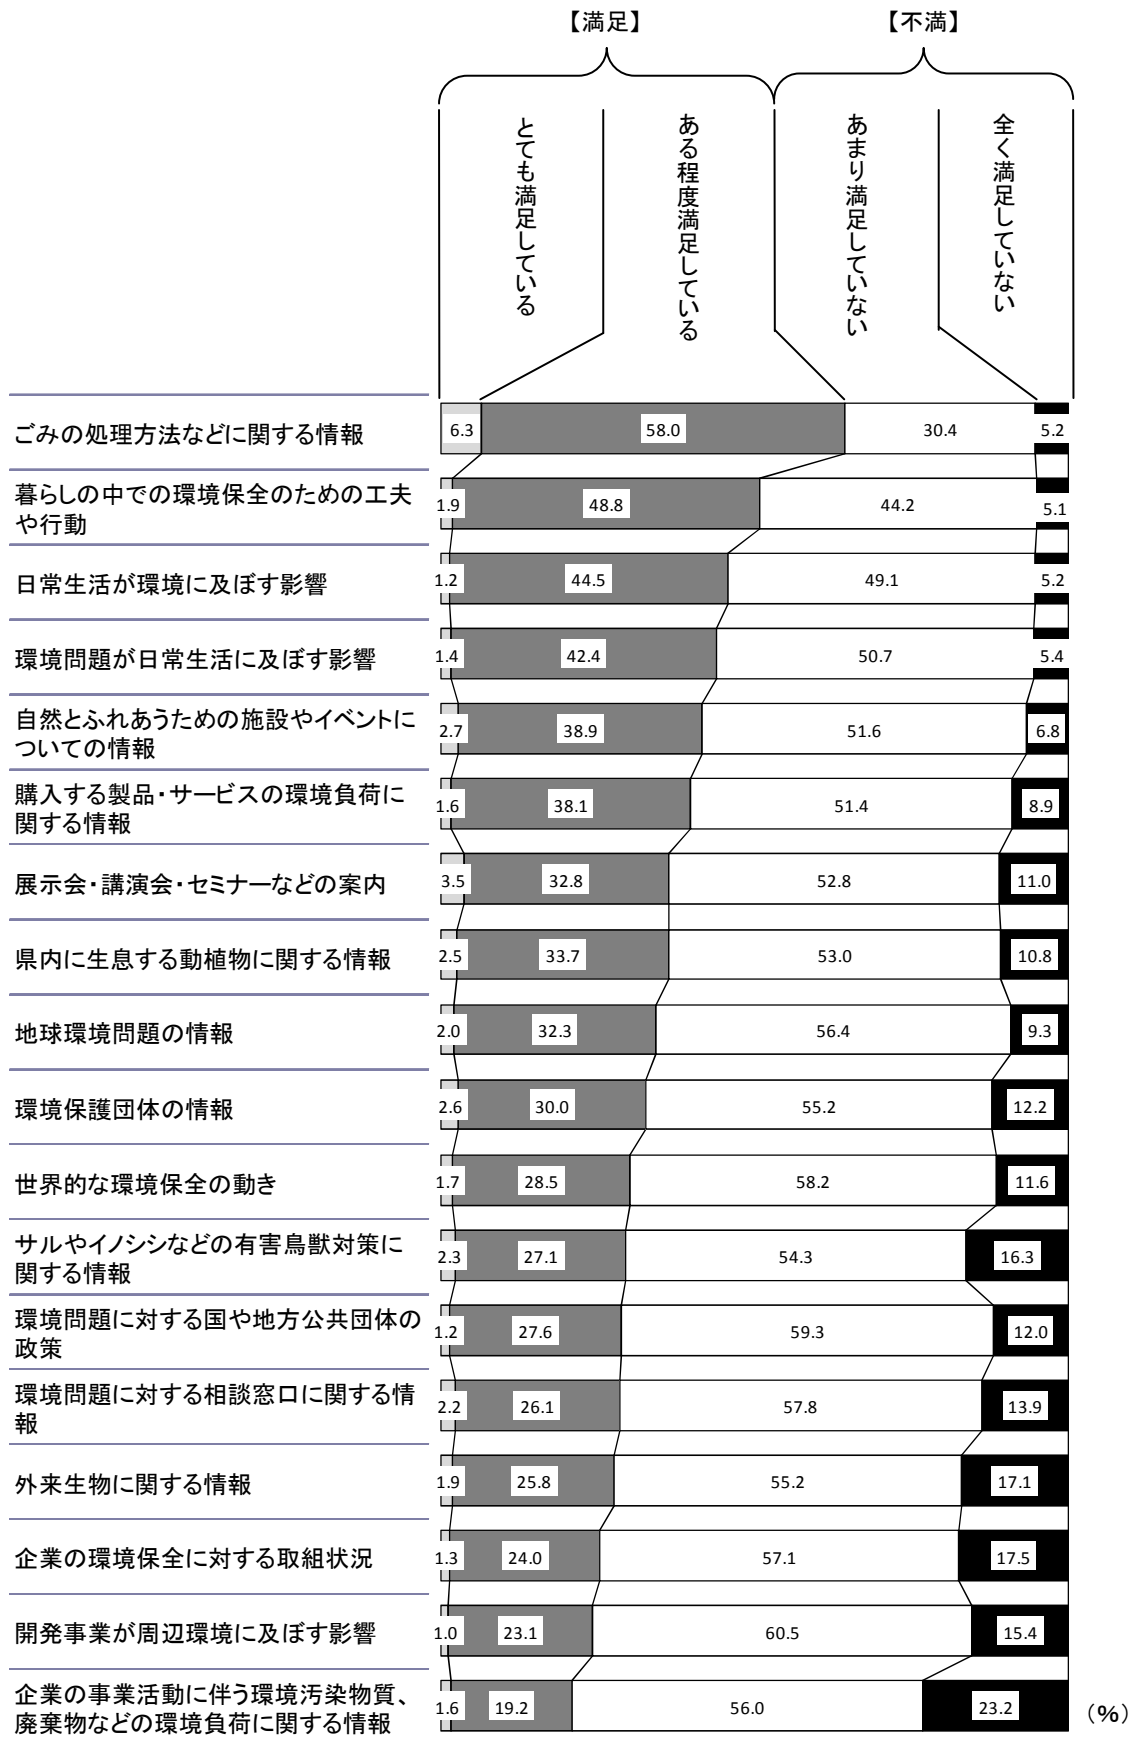 【満足】
【不満】
とても満足している
ある程度満足している
あまり満足していない
全く満足していない
ごみの処理方法などに関する情報
6.3
58.0
30.4
5.2
暮らしの中での環境保全のための工夫
や行動
1.9
48.8
44.2
5.1
日常生活が環境に及ぼす影響
1.2
44.5
49.1
5.2
環境問題が日常生活に及ぼす影響
1.4
42.4
50.7
5.4
自然とふれあうための施設やイベントに
ついての情報
2.7
38.9
51.6
6.8
購入する製品・サービスの環境負荷に
関する情報
1.6
38.1
51.4
8.9
展示会・講演会・セミナーなどの案内
3.5
32.8
52.8
11.0
県内に生息する動植物に関する情報
2.5
33.7
53.0
10.8
地球環境問題の情報
2.0
32.3
56.4
9.3
環境保護団体の情報
2.6
30.0
55.2
12.2
世界的な環境保全の動き
1.7
28.5
58.2
11.6
サルやイノシシなどの有害鳥獣対策に
関する情報
2.3
27.1
54.3
16.3
環境問題に対する国や地方公共団体の
政策
1.2
27.6
59.3
12.0
環境問題に対する相談窓口に関する情
報
2.2
26.1
57.8
13.9
外来生物に関する情報
1.9
25.8
55.2
17.1
企業の環境保全に対する取組状況
1.3
24.0
57.1
17.5
開発事業が周辺環境に及ぼす影響
1.0
23.1
60.5
15.4
企業の事業活動に伴う環境汚染物質、
廃棄物などの環境負荷に関する情報
1.6
19.2
56.0
23.2
（%）